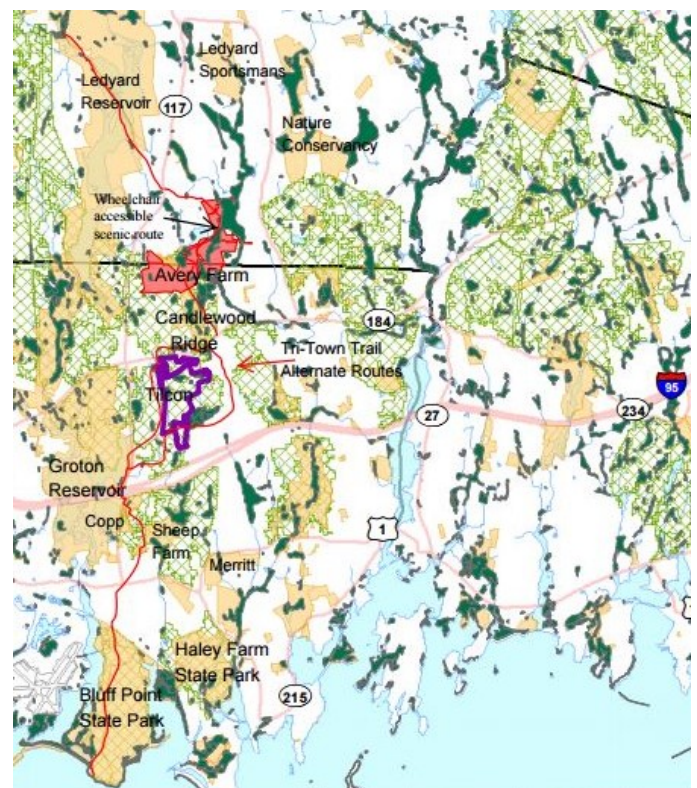 Ledyard
Reservoir
Ledyard
Sportsmans
117
Nature
Conservancy
Wheelchair
accessible
scenic route
Avery Farm
Candlewood
Ridge
184
Tri-Town Trail
Alternate Routes
Tilcon
95
27
234
Groton
Reservoir
Copp
Sheep
Farm
1
Merritt
Haley Farm
State Park
215
Bluff Point
State Park